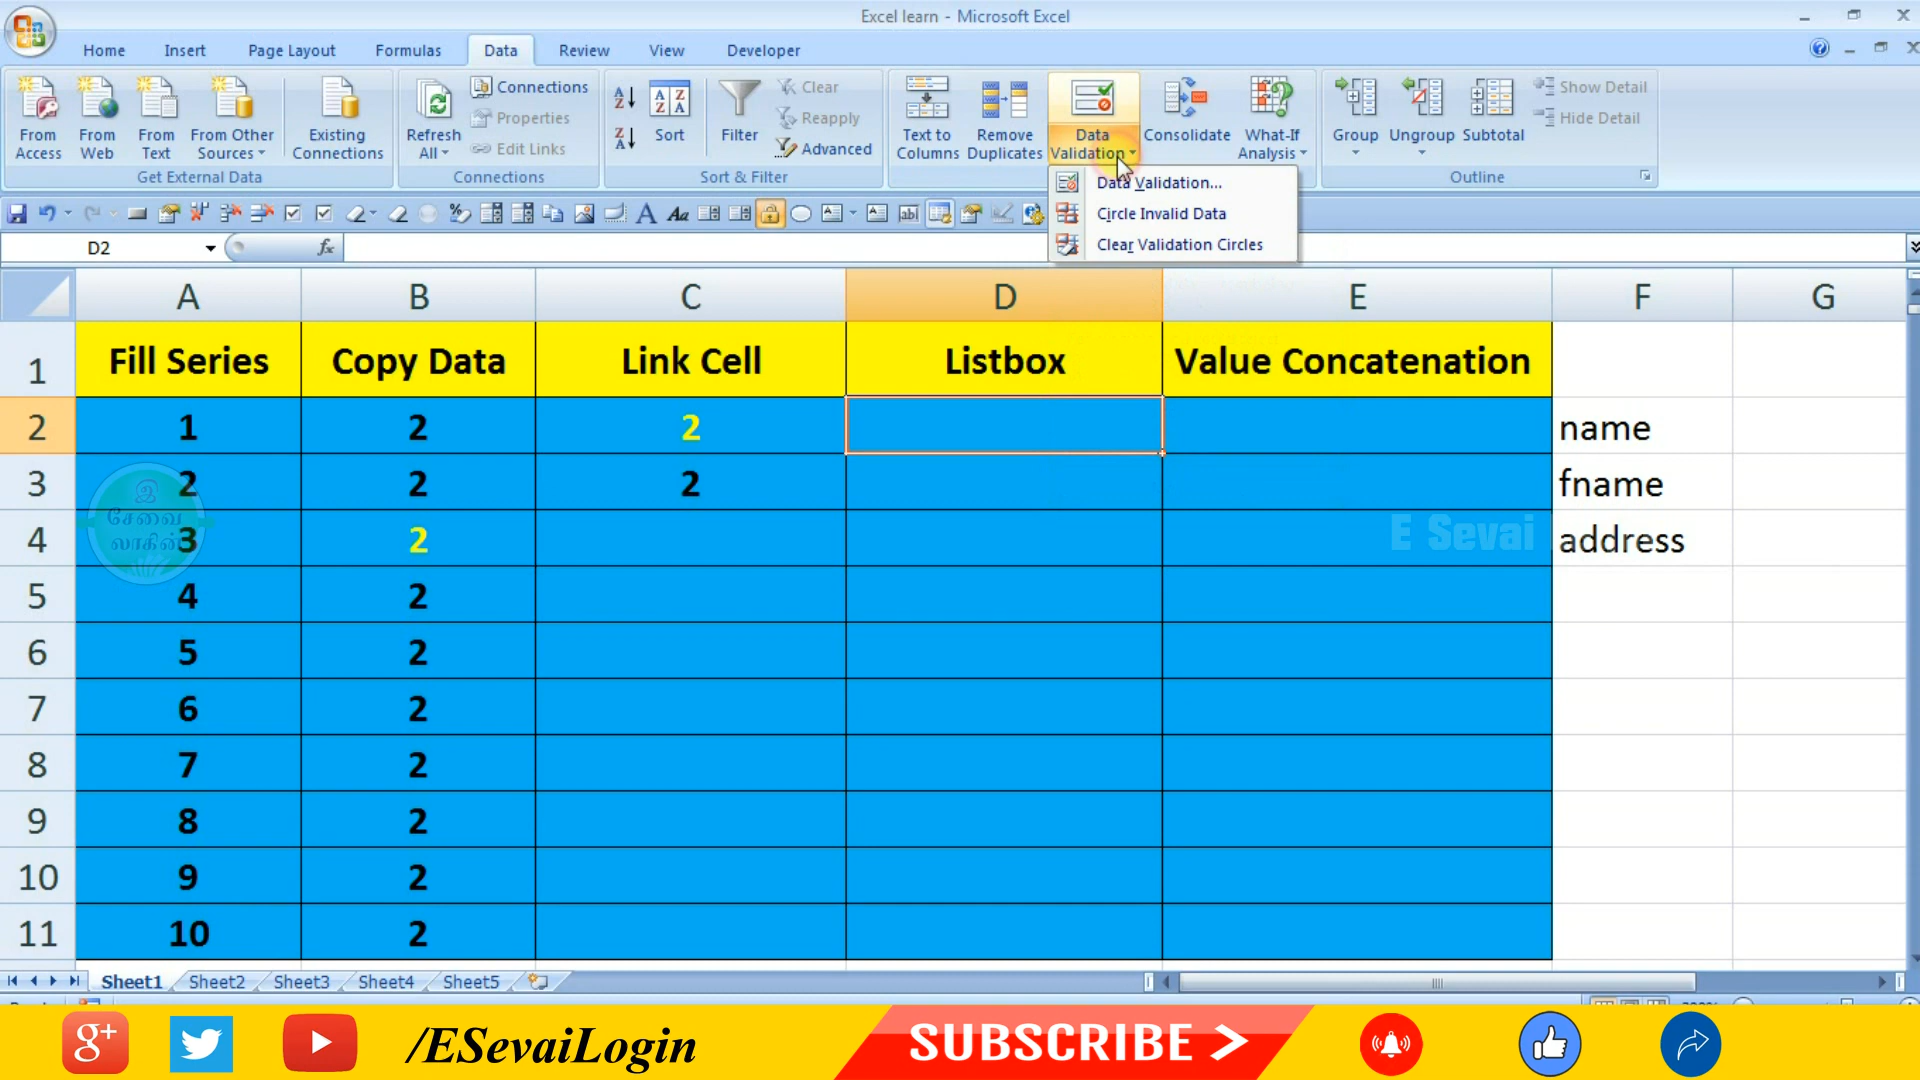 Excel learn - Microsoft Excel
Home Insert Page Layout Formulas Data Review View Developer
From Access
From Web
From Text
From Other Sources
Existing Connections
Get External Data
Refresh All
Connections
Properties
Edit Links
Connections
Sort
Filter
Clear
Reapply
Advanced
Sort & Filter
Text to Columns
Remove Duplicates
Data Validation
Consolidate
What-If Analysis
Group
Ungroup
Subtotal
Show Detail
Hide Detail
Outline
Data Validation...
Circle Invalid Data
Clear Validation Circles
D2
fx
A B C D E F G
1 Fill Series Copy Data Link Cell Listbox Value Concatenation
2 1 2 2 name
3 2 2 2 fname
4 3 2 address
5 4 2
6 5 2
7 6 2
8 7 2
9 8 2
10 9 2
11 10 2
இ
சேவை
லாகின்
E Sevai
Sheet1 Sheet2 Sheet3 Sheet4 Sheet5
g+
/ESevaiLogin
SUBSCRIBE >